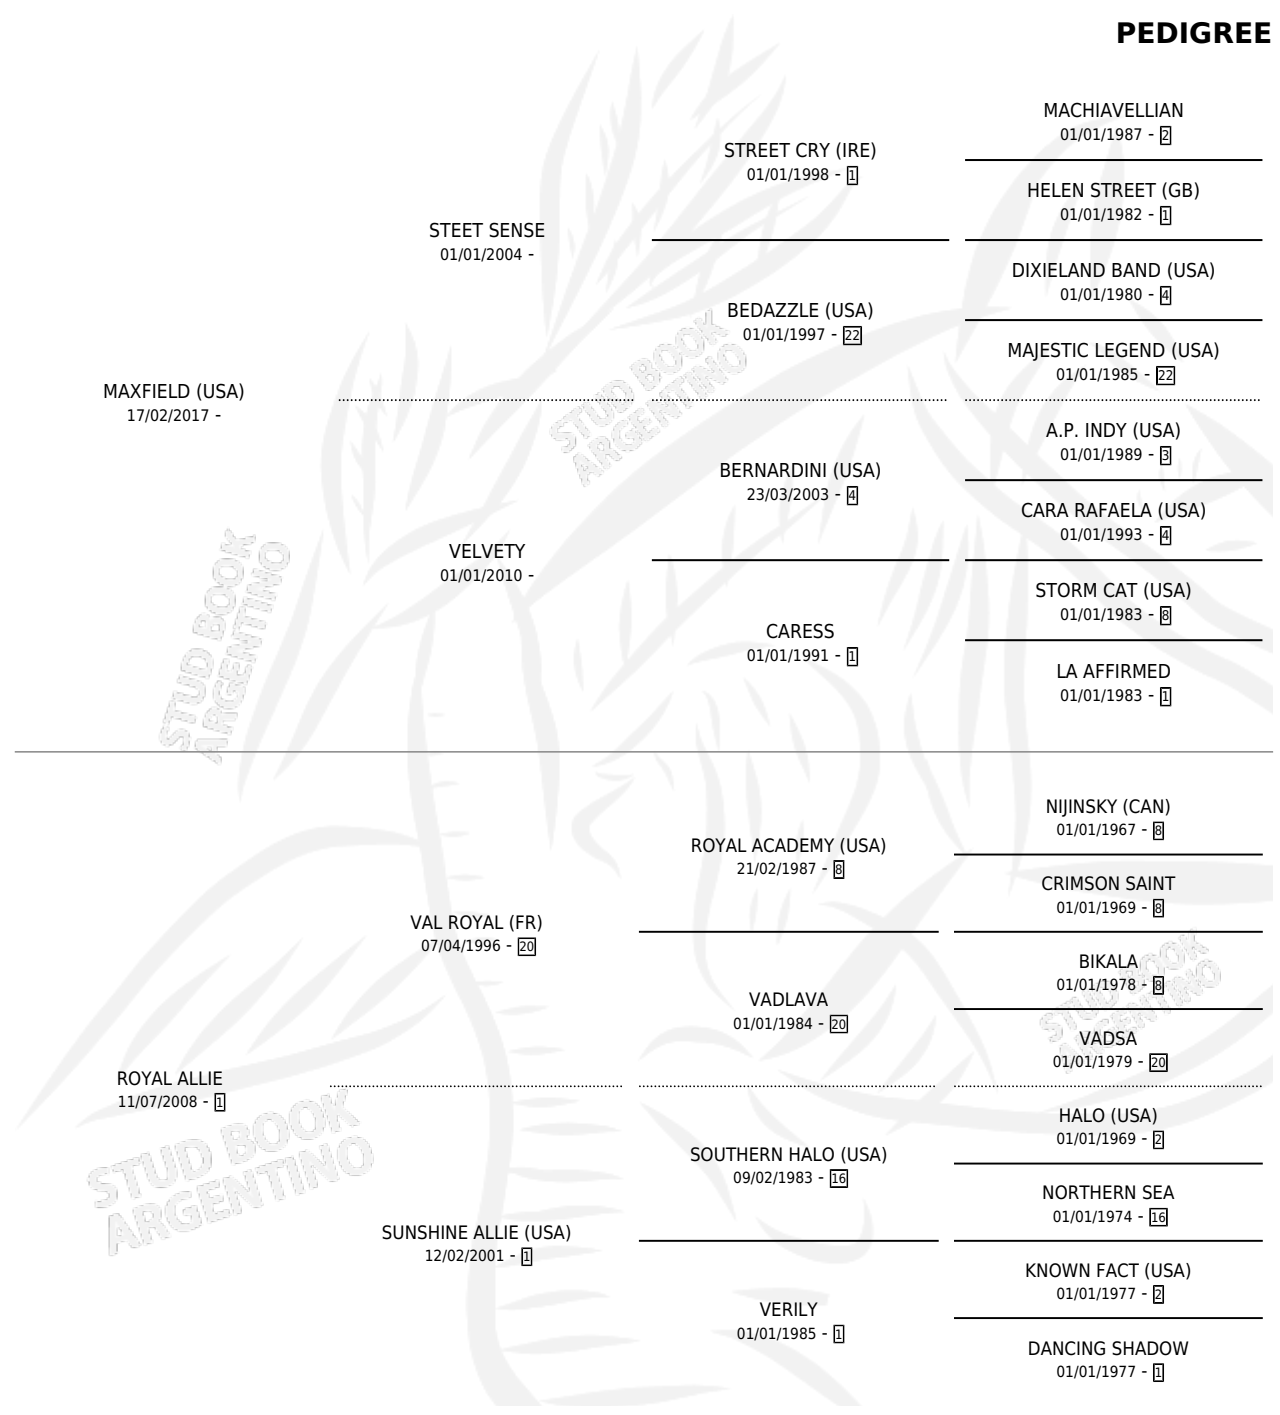 PEDIGREE
MACHIAVELLIAN
01/01/1987 - 2
STREET CRY (IRE)
01/01/1998 - 1
HELEN STREET (GB)
01/01/1982 - 1
STEET SENSE
01/01/2004 -
DIXIELAND BAND (USA)
01/01/1980 - 4
BEDAZZLE (USA)
01/01/1997 - 22
MAJESTIC LEGEND (USA)
01/01/1985 - 22
MAXFIELD (USA)
17/02/2017 -
A.P. INDY (USA)
01/01/1989 - 3
BERNARDINI (USA)
23/03/2003 - 4
CARA RAFAELA (USA)
01/01/1993 - 4
VELVETY
01/01/2010 -
STORM CAT (USA)
01/01/1983 - 8
CARESS
01/01/1991 - 1
LA AFFIRMED
01/01/1983 - 1
NIJINSKY (CAN)
01/01/1967 - 8
ROYAL ACADEMY (USA)
21/02/1987 - 8
CRIMSON SAINT
01/01/1969 - 8
VAL ROYAL (FR)
07/04/1996 - 20
BIKALA
01/01/1978 - 8
VADLAVA
01/01/1984 - 20
VADSA
01/01/1979 - 20
ROYAL ALLIE
11/07/2008 - 1
HALO (USA)
01/01/1969 - 2
SOUTHERN HALO (USA)
09/02/1983 - 16
NORTHERN SEA
01/01/1974 - 16
SUNSHINE ALLIE (USA)
12/02/2001 - 1
KNOWN FACT (USA)
01/01/1977 - 2
VERILY
01/01/1985 - 1
DANCING SHADOW
01/01/1977 - 1
STUD BOOK
ARGENTINO
STUD BOOK
ARGENTINO
STUD BOOK
ARGENTINO
STUD BOOK
ARGENTINO